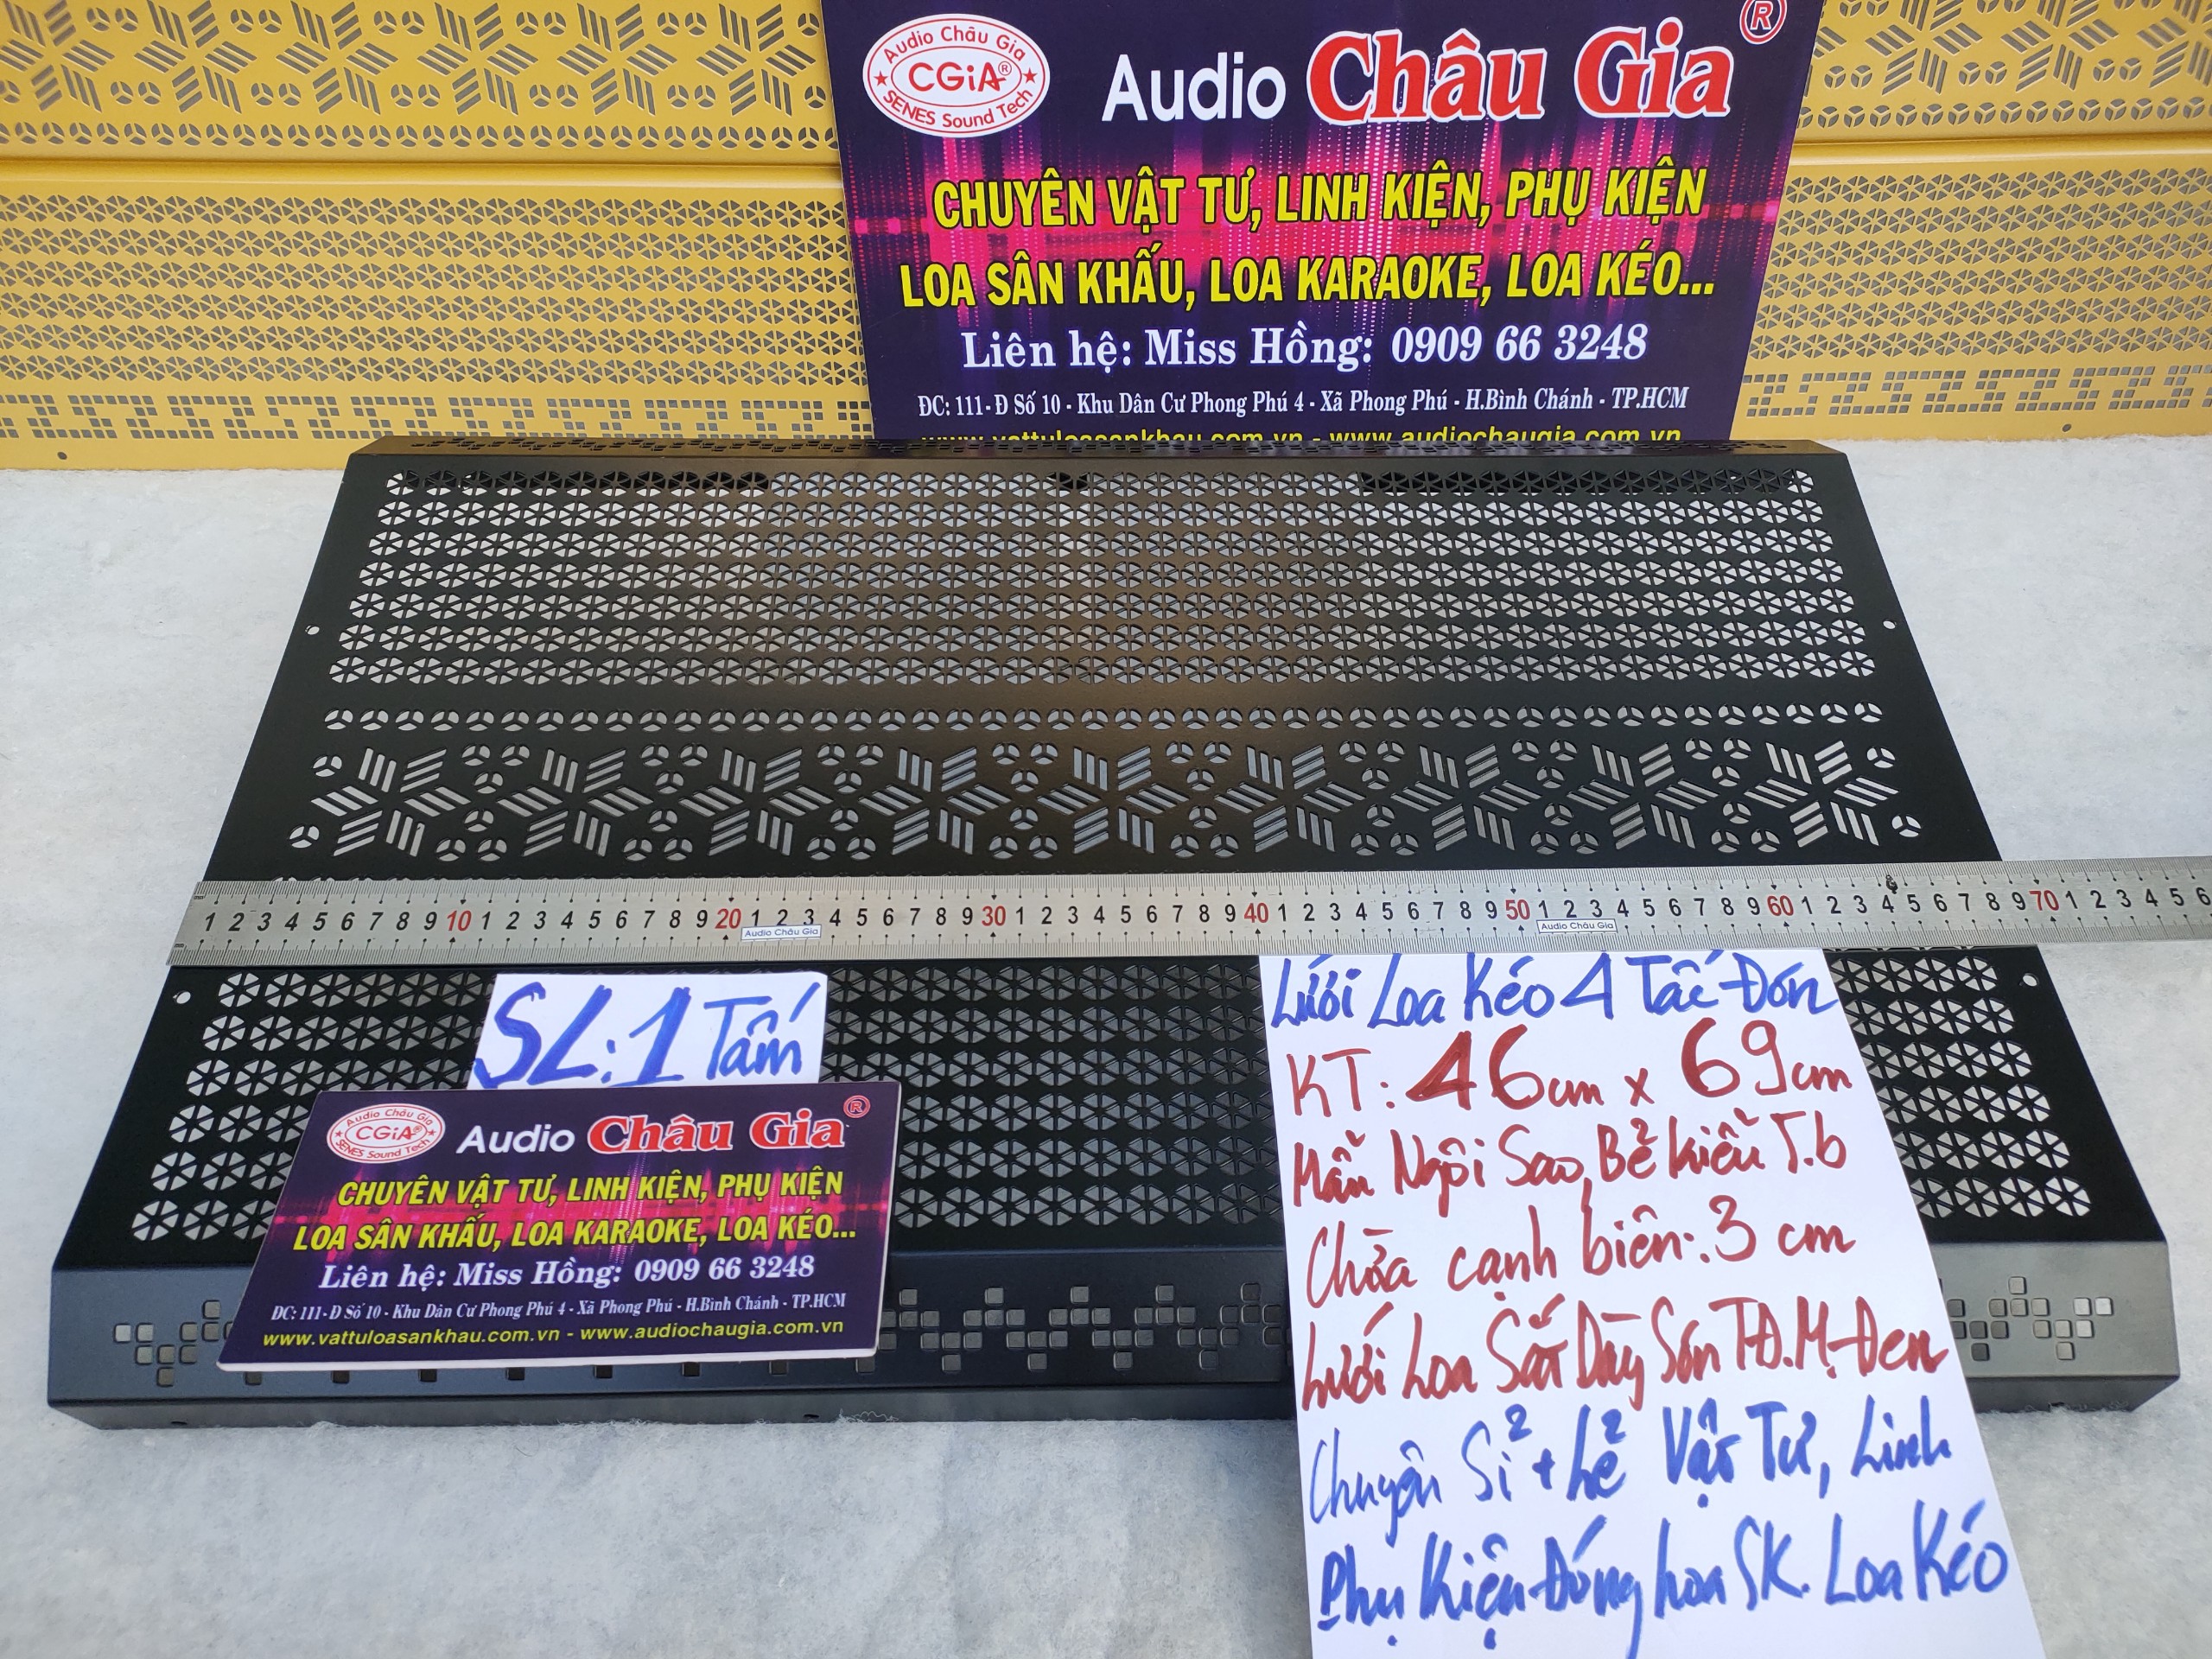 Audio Châu Gia
CGiA®
SENES Sound Tech
Audio Châu Gia ®
CHUYÊN VẬT TƯ, LINH KIỆN, PHỤ KIỆN
LOA SÂN KHẤU, LOA KARAOKE, LOA KÉO...
Liên hệ: Miss Hồng: 0909 66 3248
ĐC: 111-Đ Số 10 - Khu Dân Cư Phong Phú 4 - Xã Phong Phú - H.Bình Chánh - TP.HCM
www.vattuloasankhau.com.vn - www.audiochaugia.com.vn
1 2 3 4 5 6 7 8 9 10 1 2 3 4 5 6 7 8 9 20 1 2 3 4 5 6 7 8 9 30 1 2 3 4 5 6 7 8 9 40 1 2 3 4 5 6 7 8 9 50 1 2 3 4 5 6 7 8 9 60 1 2 3 4 5 6 7 8 9 70 1 2 3 4 5 6
Audio Châu Gia
Audio Châu Gia
SL: 1 Tấm
Audio Châu Gia
CGiA®
SENES Sound Tech
Audio Châu Gia ®
CHUYÊN VẬT TƯ, LINH KIỆN, PHỤ KIỆN
LOA SÂN KHẤU, LOA KARAOKE, LOA KÉO...
Liên hệ: Miss Hồng: 0909 66 3248
ĐC: 111-Đ Số 10 - Khu Dân Cư Phong Phú 4 - Xã Phong Phú - H.Bình Chánh - TP.HCM
www.vattuloasankhau.com.vn - www.audiochaugia.com.vn
Lưới Loa Kéo 4 Tấc Đơn
KT: 46cm x 69cm
Mẫu Ngôi Sao, Bẻ kiểu J.b
Chừa cạnh biên: 3 cm
Lưới Loa Sắt Dày Sơn T.Đ.M. Đen
Chuyên Sỉ + Lẻ Vật Tư, Linh
Phụ Kiện Đóng loa SK. Loa Kéo